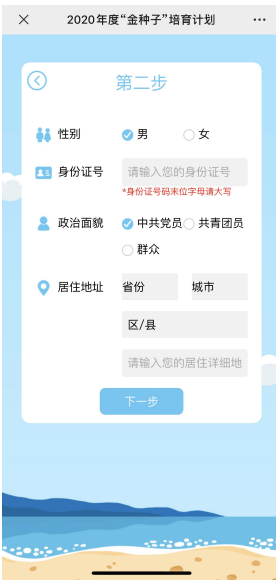 2020年度“金种子”培育计划
第二步
性别 男 女
身份证号 请输入您的身份证号
*身份证号码末位字母请大写
政治面貌 中共党员 共青团员
群众
居住地址 省份 城市
区/县
请输入您的居住详细地
下一步